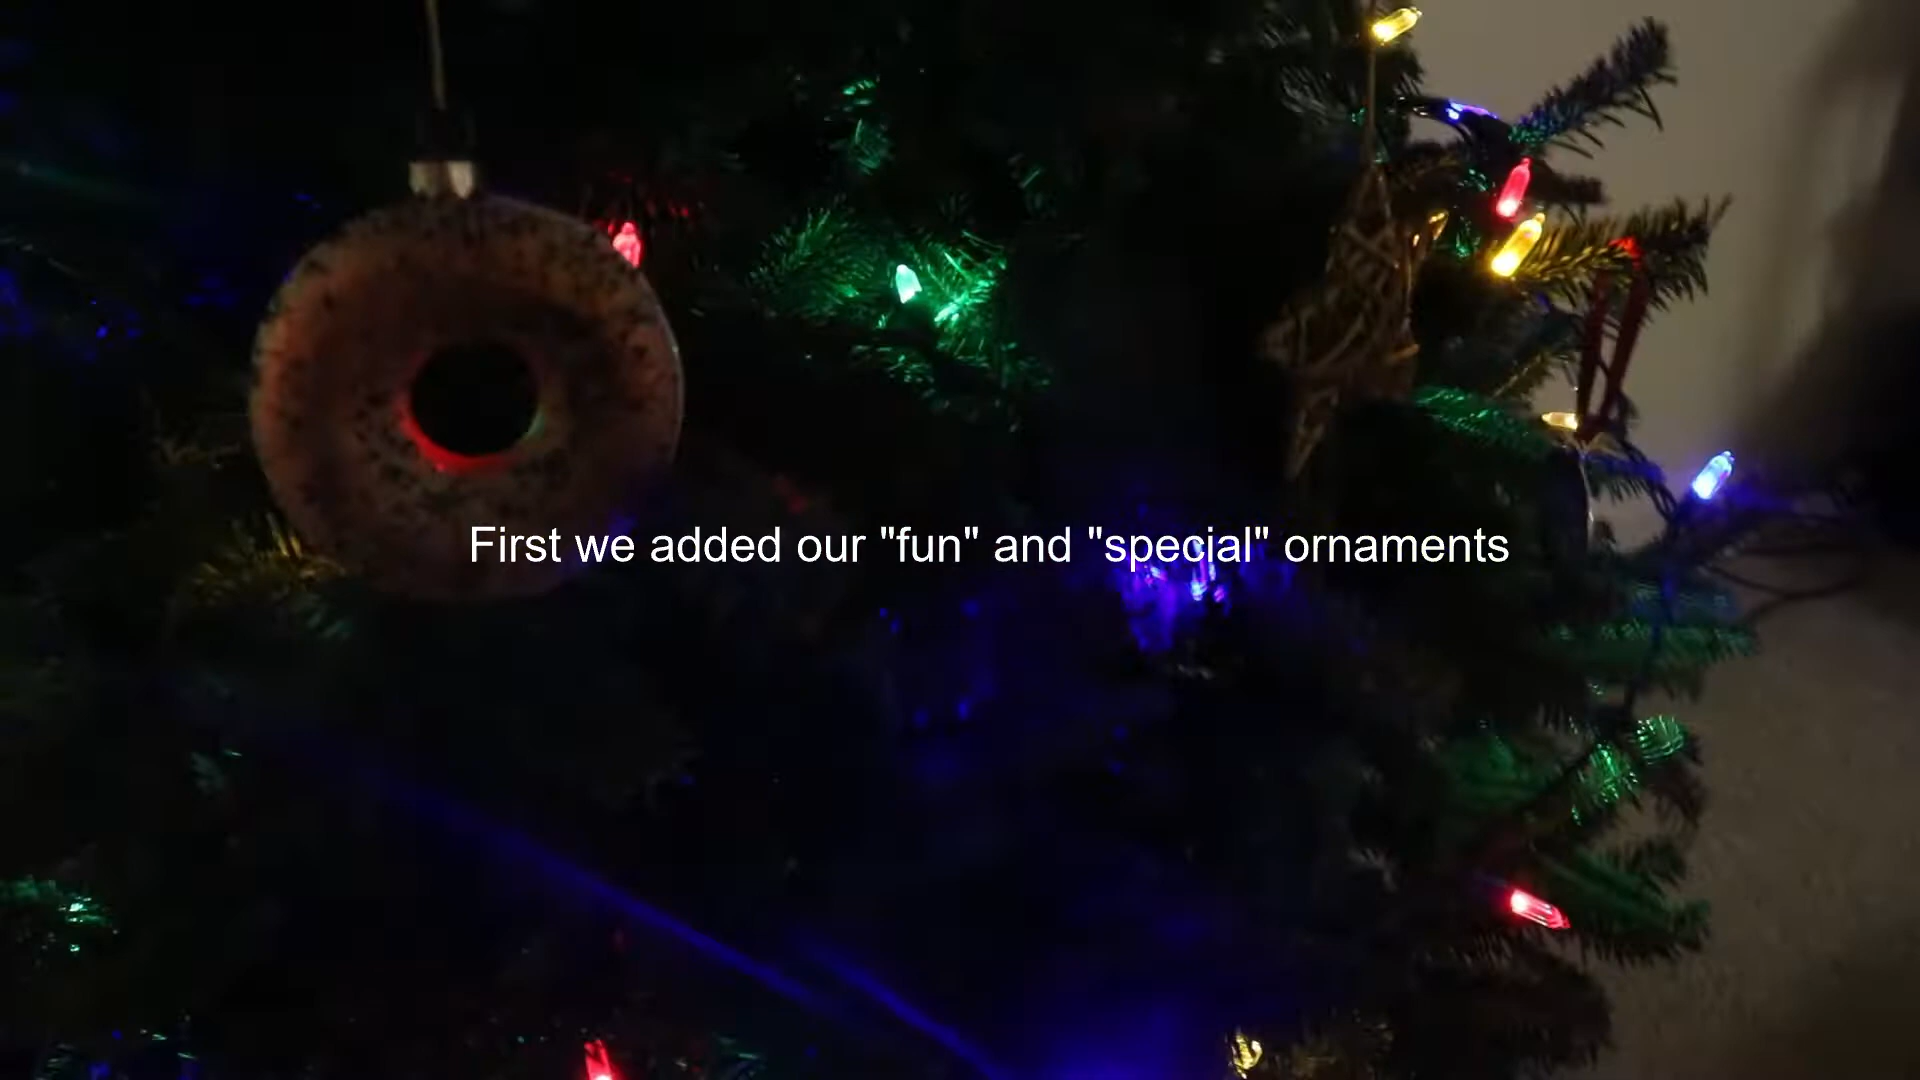 First we added our "fun" and "special" ornaments